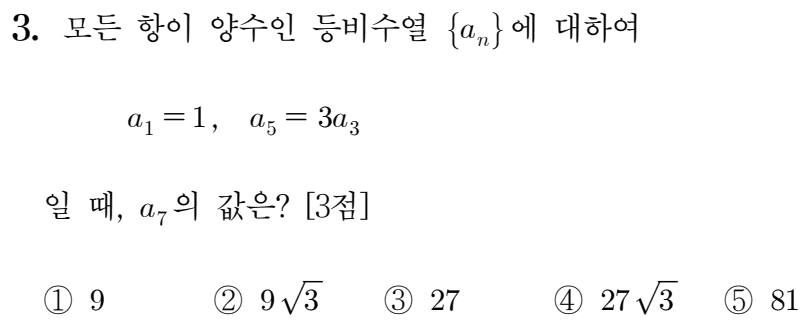 3. 모든 항이 양수인 등비수열 {aₙ}에 대하여
a₁ = 1, a₅ = 3a₃
일 때, a₇의 값은? [3점]
① 9 ② 9√3 ③ 27 ④ 27√3 ⑤ 81